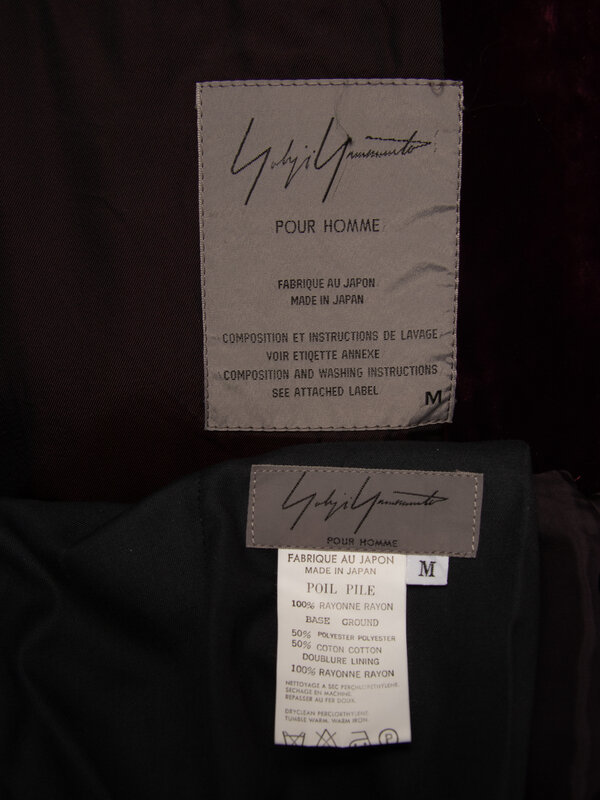 Yohji Yamamoto
POUR HOMME
FABRIQUE AU JAPON
MADE IN JAPAN
COMPOSITION ET INSTRUCTIONS DE LAVAGE
VOIR ETIQETTE ANNEXE
COMPOSITION AND WASHING INSTRUCTIONS
SEE ATTACHED LABEL
M
Yohji Yamamoto
POUR HOMME
FABRIQUE AU JAPON
MADE IN JAPAN
M
POIL PILE
100% RAYONNE RAYON
BASE GROUND
50% POLYESTER POLYESTER
50% COTON COTTON
DOUBLURE LINING
100% RAYONNE RAYON
NETTOYAGE A SEC PERCHLORETHYLENE.
SECHAGE EN MACHINE.
REPASSER AU FER DOUX.
DRYCLEAN PERCLORTHYLENE.
TUMBLE WARM. WARM IRON.
P